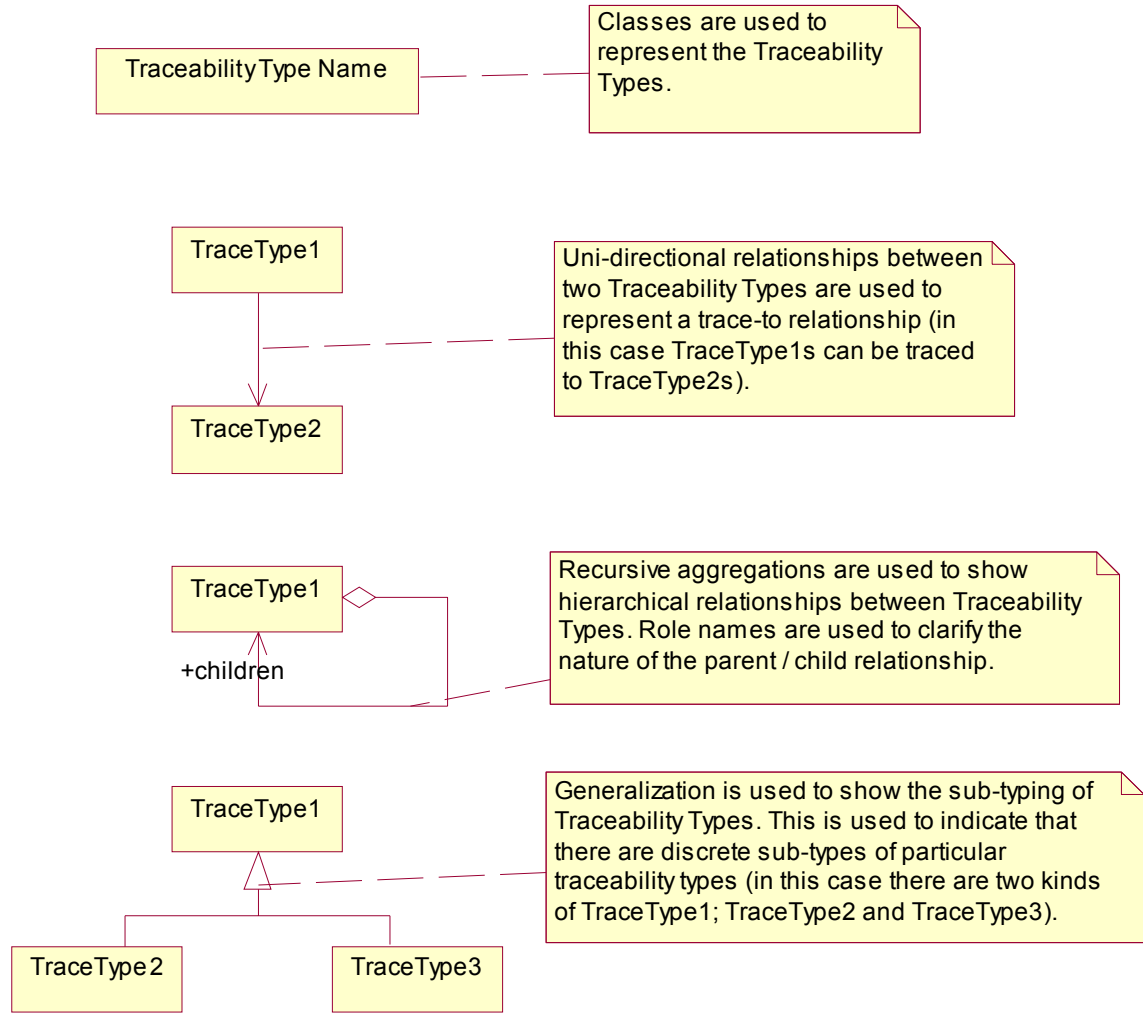 TraceabilityType Name
Classes are used to
represent the Traceability
Types.
TraceType1
Uni-directional relationships between
two Traceability Types are used to
represent a trace-to relationship (in
this case TraceType1s can be traced
to TraceType2s).
TraceType2
TraceType1
+children
Recursive aggregations are used to show
hierarchical relationships between Traceability
Types. Role names are used to clarify the
nature of the parent / child relationship.
TraceType1
Generalization is used to show the sub-typing of
Traceability Types. This is used to indicate that
there are discrete sub-types of particular
traceability types (in this case there are two kinds
of TraceType1; TraceType2 and TraceType3).
TraceType2
TraceType3